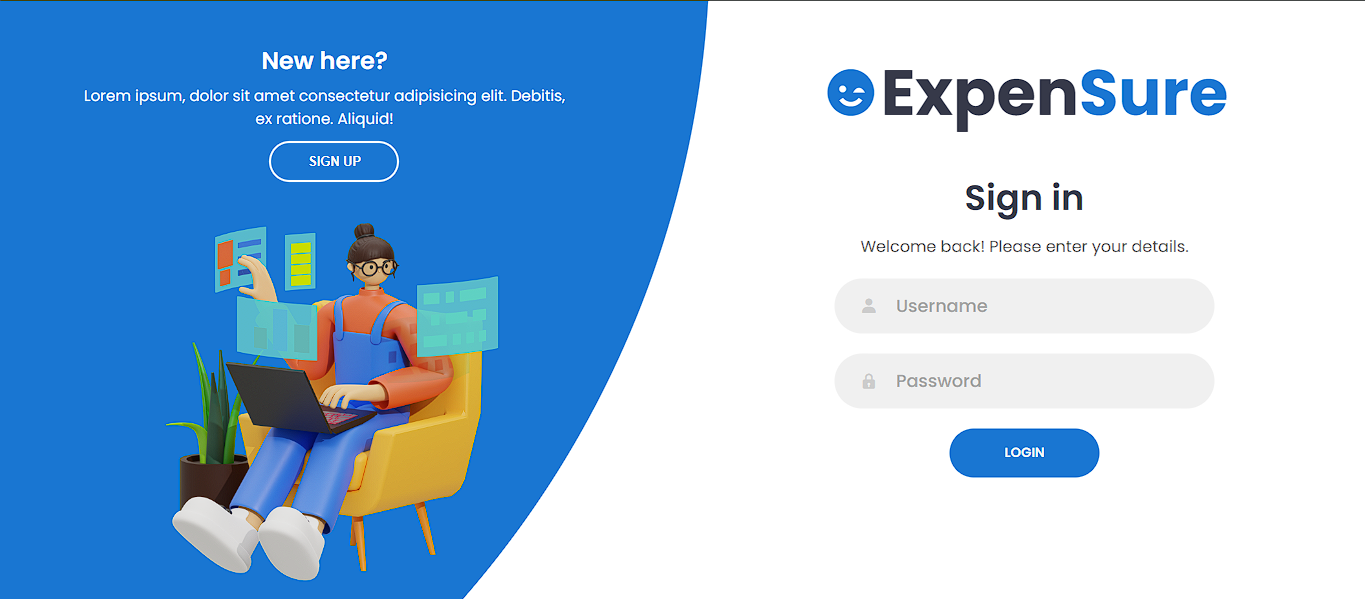 New here?
Lorem ipsum, dolor sit amet consectetur adipisicing elit. Debitis,
ex ratione. Aliquid!
SIGN UP
ExpenSure
Sign in
Welcome back! Please enter your details.
Username
Password
LOGIN